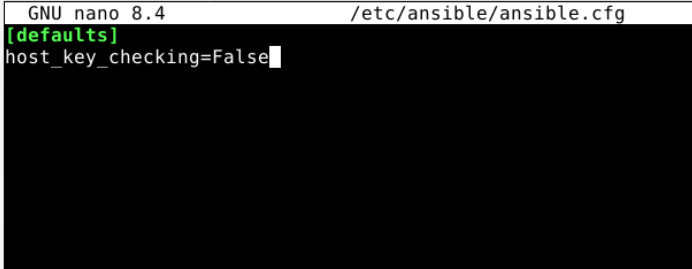 GNU nano 8.4 /etc/ansible/ansible.cfg
[defaults]
host_key_checking=False